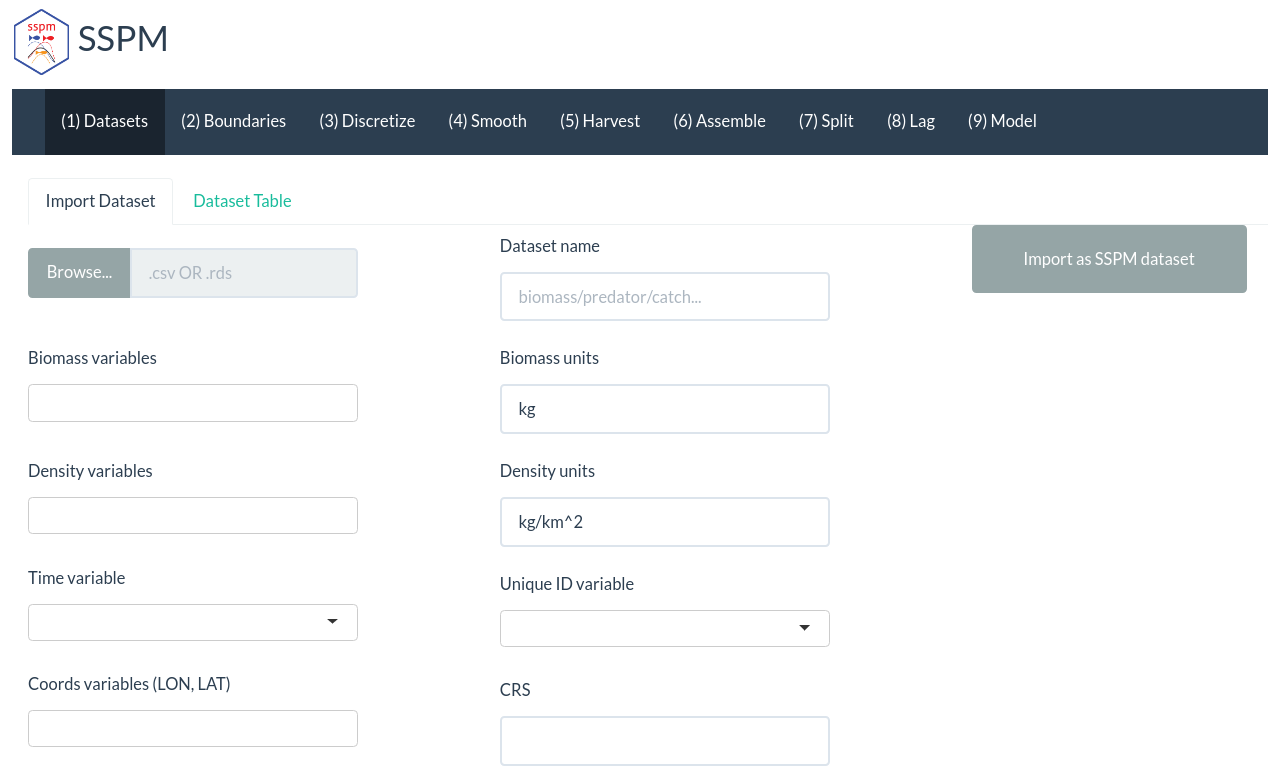 sspm
SSPM
(1) Datasets (2) Boundaries (3) Discretize (4) Smooth (5) Harvest (6) Assemble (7) Split (8) Lag (9) Model
Import Dataset Dataset Table
Browse... .csv OR .rds
Dataset name
biomass/predator/catch...
Import as SSPM dataset
Biomass variables
Biomass units
kg
Density variables
Density units
kg/km^2
Time variable
Unique ID variable
Coords variables (LON, LAT)
CRS